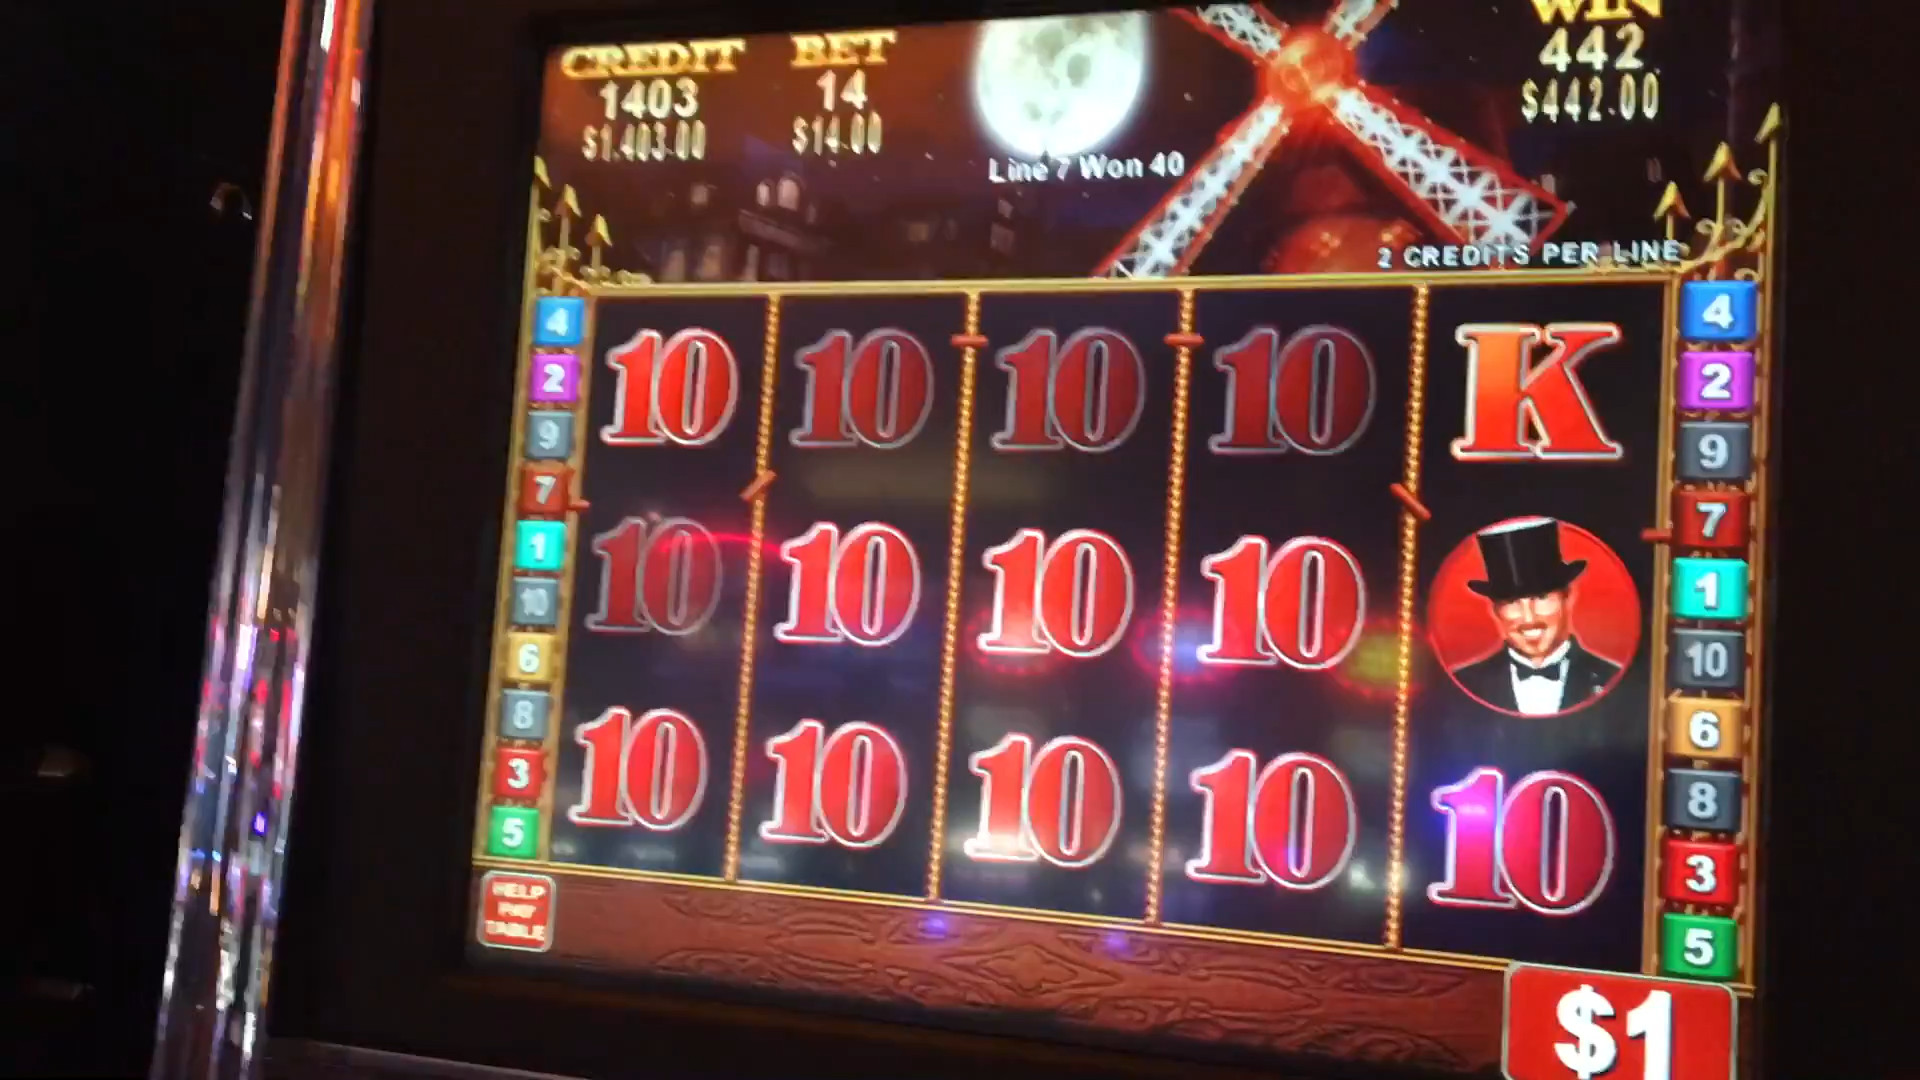 CREDIT BET WIN
1403 14 442
$1,403.00 $14.00 $442.00
Line 7 Won 40
2 CREDITS PER LINE
4 10 10 10 10 K 4
2 2
9 9
7 7
1 10 10 10 10 1
10 10
6 6
8 8
3 10 10 10 10 10 3
5 5
HELP
PAY
TABLE
$1